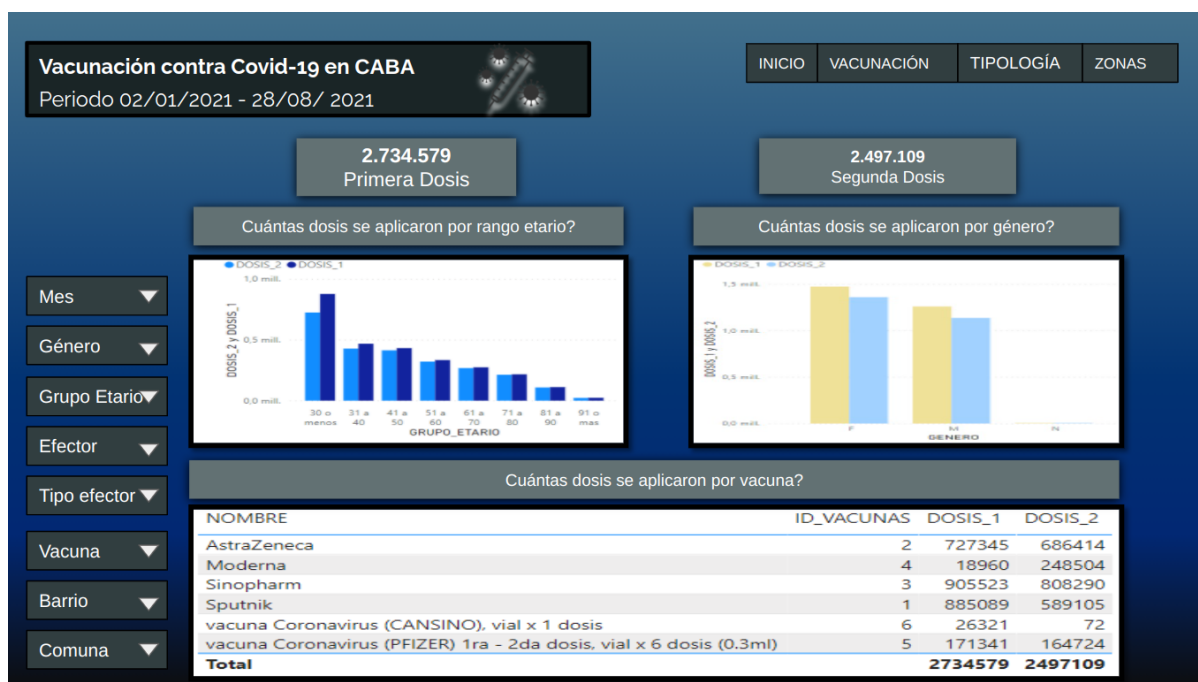 Vacunación contra Covid-19 en CABA
Periodo 02/01/2021 - 28/08/ 2021
INICIO VACUNACIÓN TIPOLOGÍA ZONAS
2.734.579
Primera Dosis
2.497.109
Segunda Dosis
Cuántas dosis se aplicaron por rango etario?
Cuántas dosis se aplicaron por género?
Mes
Género
Grupo Etario
Efector
Tipo efector
Vacuna
Barrio
Comuna
DOSIS_2 DOSIS_1
1,0 mill.
0,5 mill.
0,0 mill.
DOSIS_2 y DOSIS_1
30 o menos 31 a 40 41 a 50 51 a 60 61 a 70 71 a 80 81 a 90 91 o mas
GRUPO_ETARIO
DOSIS_1 DOSIS_2
1,5 mill.
1,0 mill.
0,5 mill.
0,0 mill.
DOSIS_1 y DOSIS_2
F M N
GENERO
Cuántas dosis se aplicaron por vacuna?
NOMBRE ID_VACUNAS DOSIS_1 DOSIS_2
AstraZeneca 2 727345 686414
Moderna 4 18960 248504
Sinopharm 3 905523 808290
Sputnik 1 885089 589105
vacuna Coronavirus (CANSINO), vial x 1 dosis 6 26321 72
vacuna Coronavirus (PFIZER) 1ra - 2da dosis, vial x 6 dosis (0.3ml) 5 171341 164724
Total 2734579 2497109